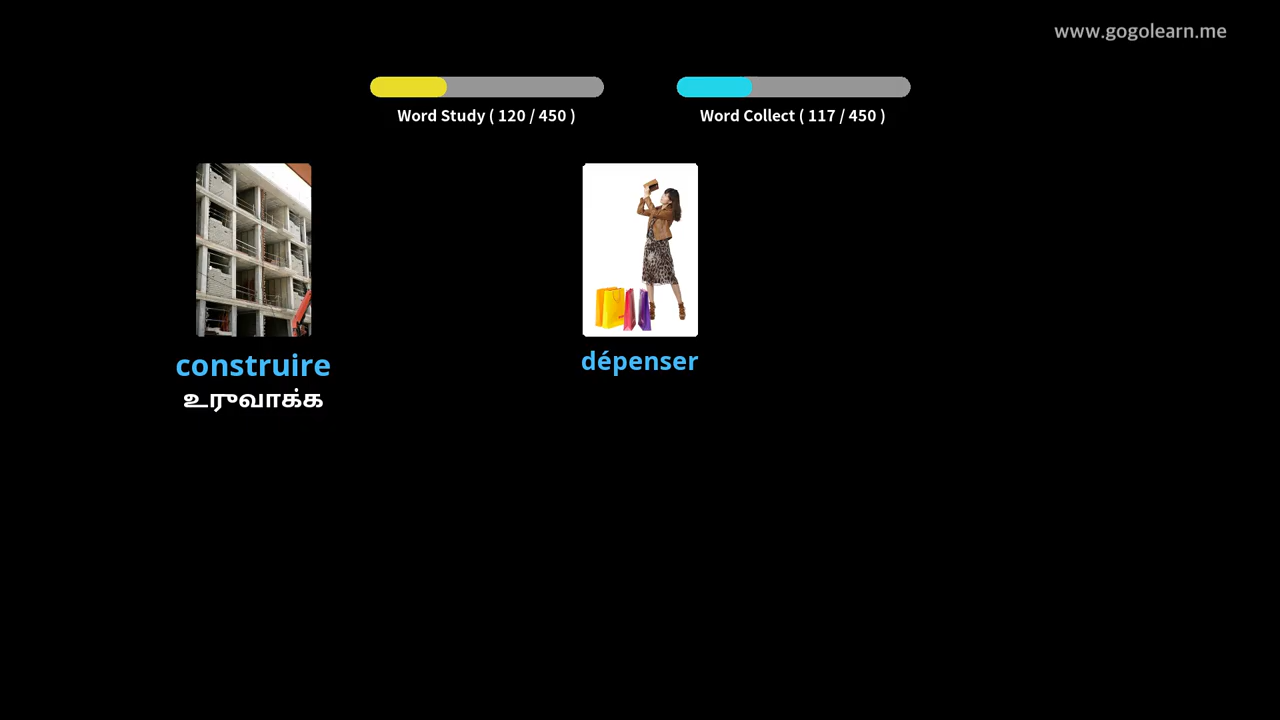 www.gogolearn.me
Word Study ( 120 / 450 )
Word Collect ( 117 / 450 )
construire
உருவாக்க
dépenser